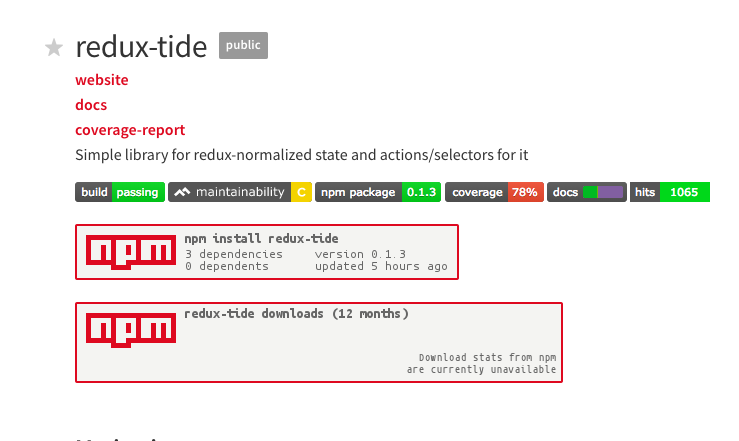 redux-tide public
website
docs
coverage-report
Simple library for redux-normalized state and actions/selectors for it
build passing maintainability C npm package 0.1.3 coverage 78% docs hits 1065
npm npm install redux-tide
3 dependencies version 0.1.3
0 dependents updated 5 hours ago
npm redux-tide downloads (12 months)
Download stats from npm
are currently unavailable